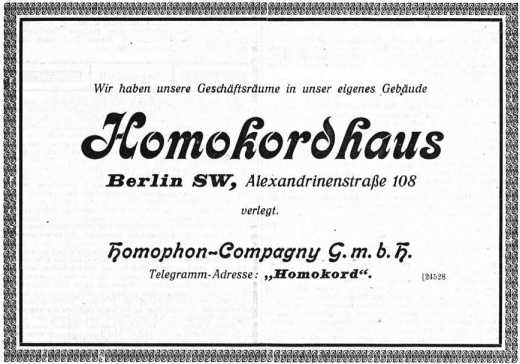 Wir haben unsere Geschäftsräume in unser eigenes Gebäude
Homokordhaus
Berlin SW, Alexandrinenstraße 108
verlegt.
Homophon-Compagny G. m. b. H.
Telegramm-Adresse: „Homokord“. [24528